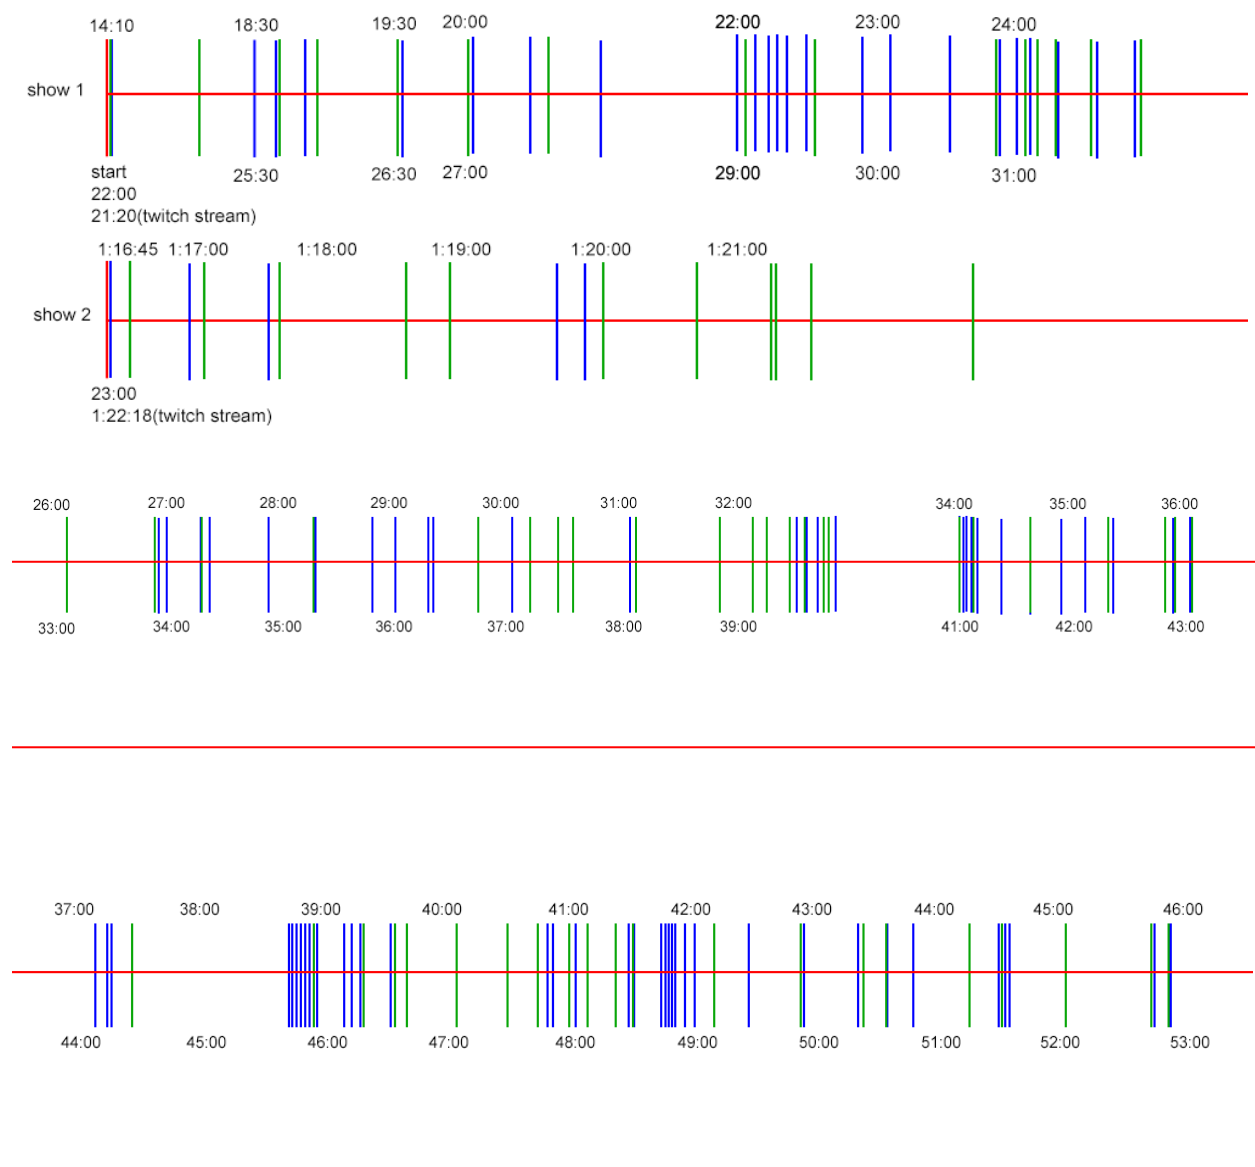 14:10 18:30 19:30 20:00 22:00 23:00 24:00
show 1
start 25:30 26:30 27:00 29:00 30:00 31:00
22:00
21:20(twitch stream)
1:16:45 1:17:00 1:18:00 1:19:00 1:20:00 1:21:00
show 2
23:00
1:22:18(twitch stream)
26:00 27:00 28:00 29:00 30:00 31:00 32:00 34:00 35:00 36:00
33:00 34:00 35:00 36:00 37:00 38:00 39:00 41:00 42:00 43:00
37:00 38:00 39:00 40:00 41:00 42:00 43:00 44:00 45:00 46:00
44:00 45:00 46:00 47:00 48:00 49:00 50:00 51:00 52:00 53:00